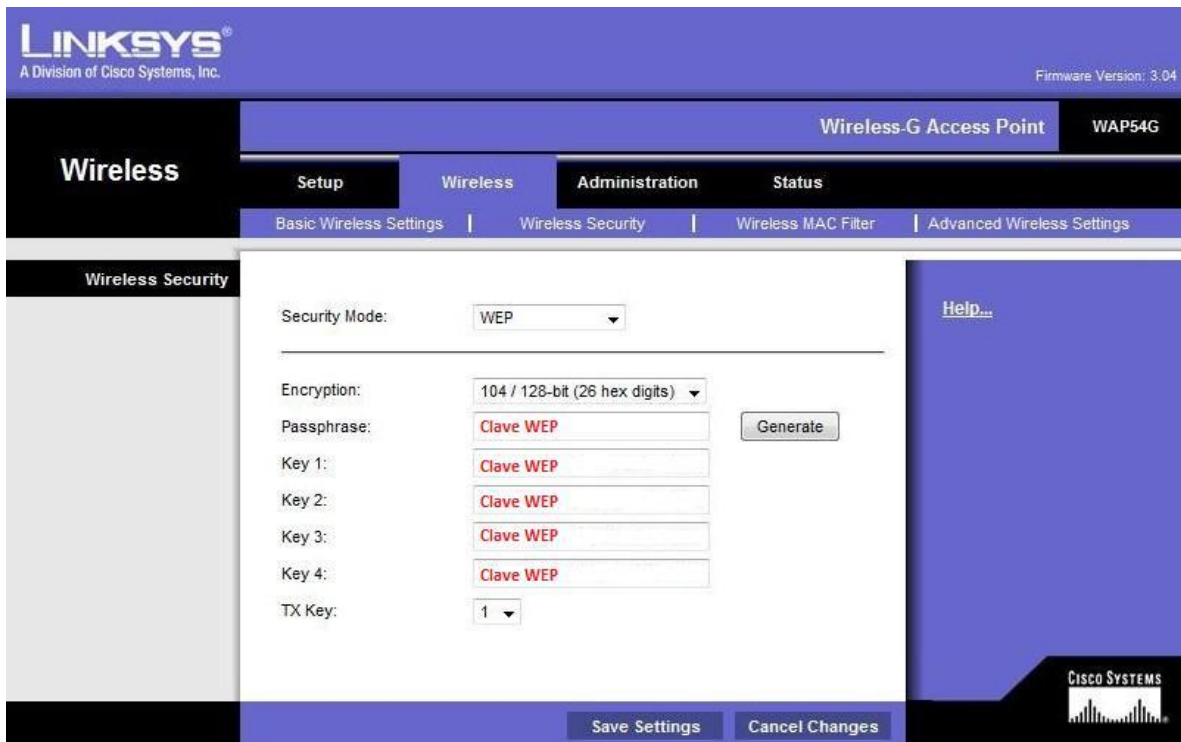 LINKSYS®
A Division of Cisco Systems, Inc.
Firmware Version: 3.04
Wireless-G Access Point WAP54G
Wireless
Setup Wireless Administration Status
Basic Wireless Settings | Wireless Security | Wireless MAC Filter | Advanced Wireless Settings
Wireless Security
Help...
Security Mode: WEP
Encryption: 104 / 128-bit (26 hex digits)
Passphrase: Clave WEP Generate
Key 1: Clave WEP
Key 2: Clave WEP
Key 3: Clave WEP
Key 4: Clave WEP
TX Key: 1
Save Settings Cancel Changes
CISCO SYSTEMS